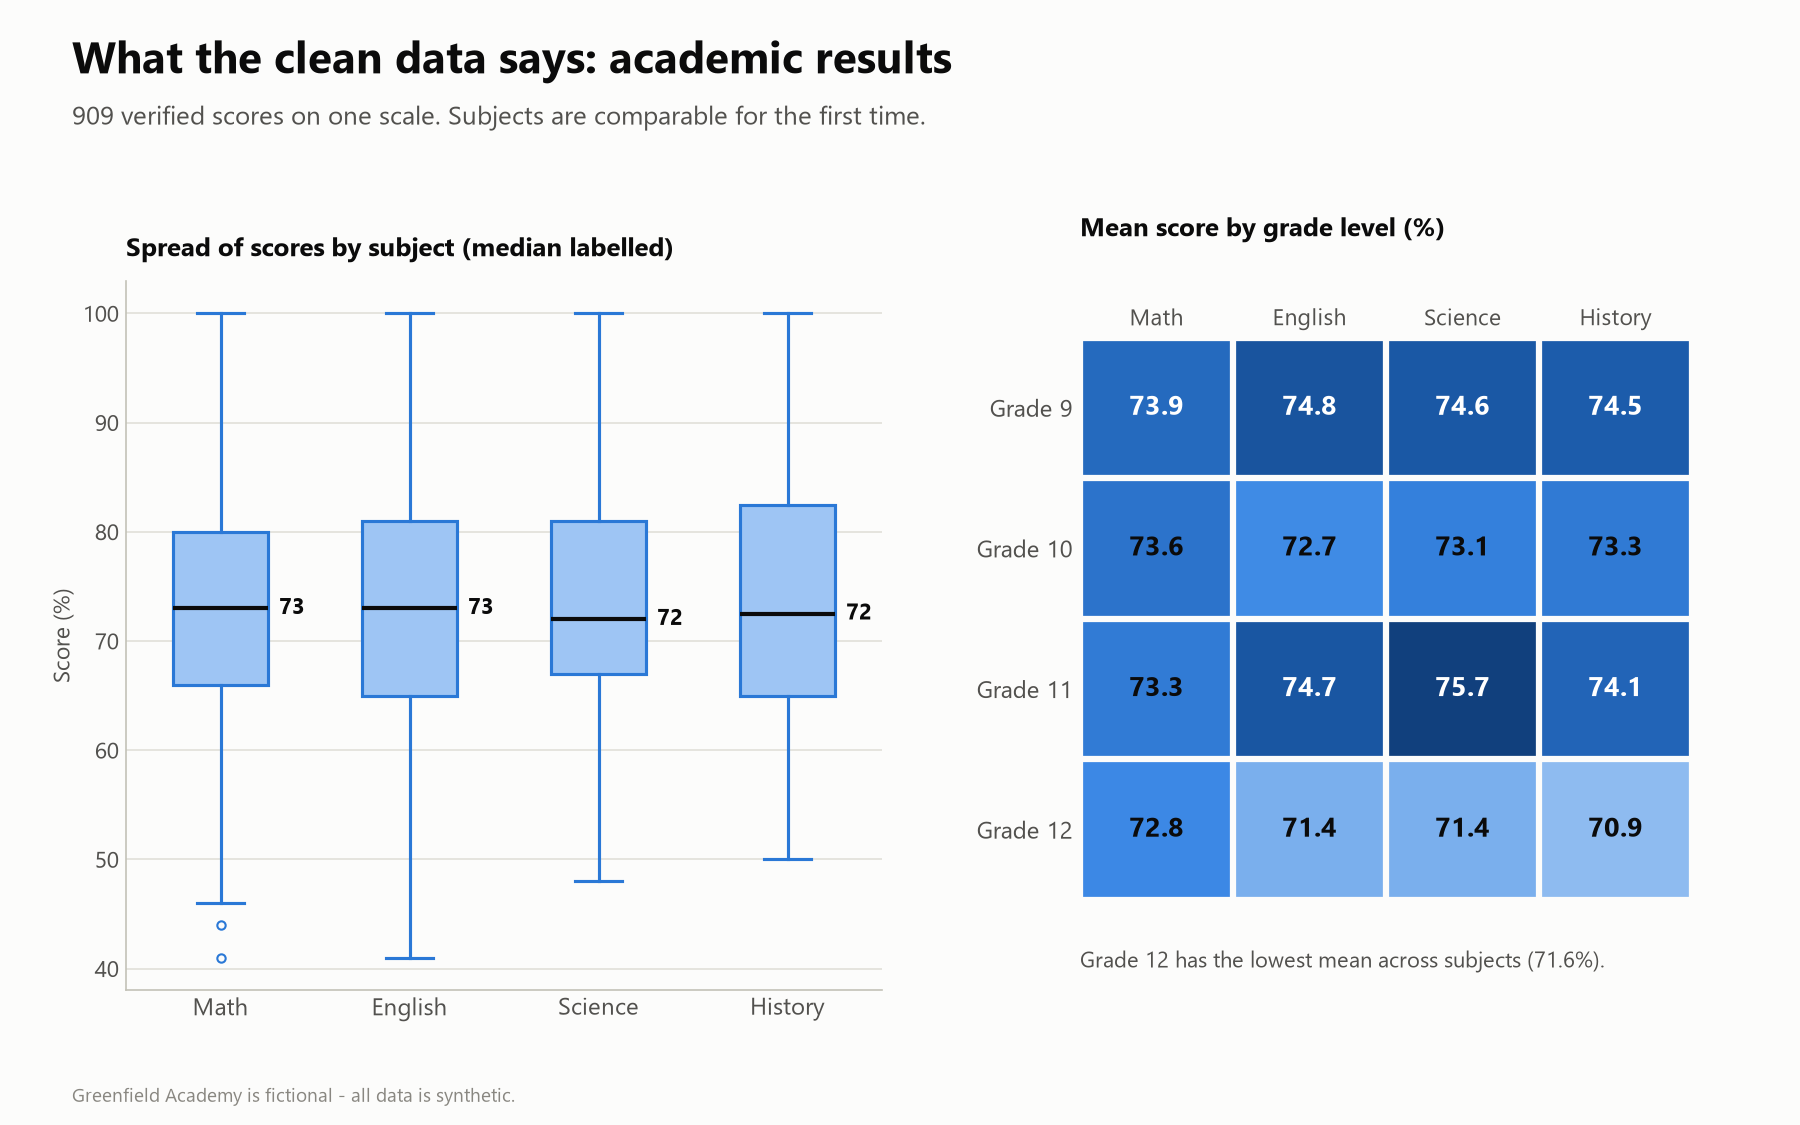 What the clean data says: academic results
909 verified scores on one scale. Subjects are comparable for the first time.
Spread of scores by subject (median labelled)
Score (%)
100
90
80
70
60
50
40
73
73
72
72
Math English Science History
Mean score by grade level (%)
Math English Science History
Grade 9 73.9 74.8 74.6 74.5
Grade 10 73.6 72.7 73.1 73.3
Grade 11 73.3 74.7 75.7 74.1
Grade 12 72.8 71.4 71.4 70.9
Grade 12 has the lowest mean across subjects (71.6%).
Greenfield Academy is fictional - all data is synthetic.